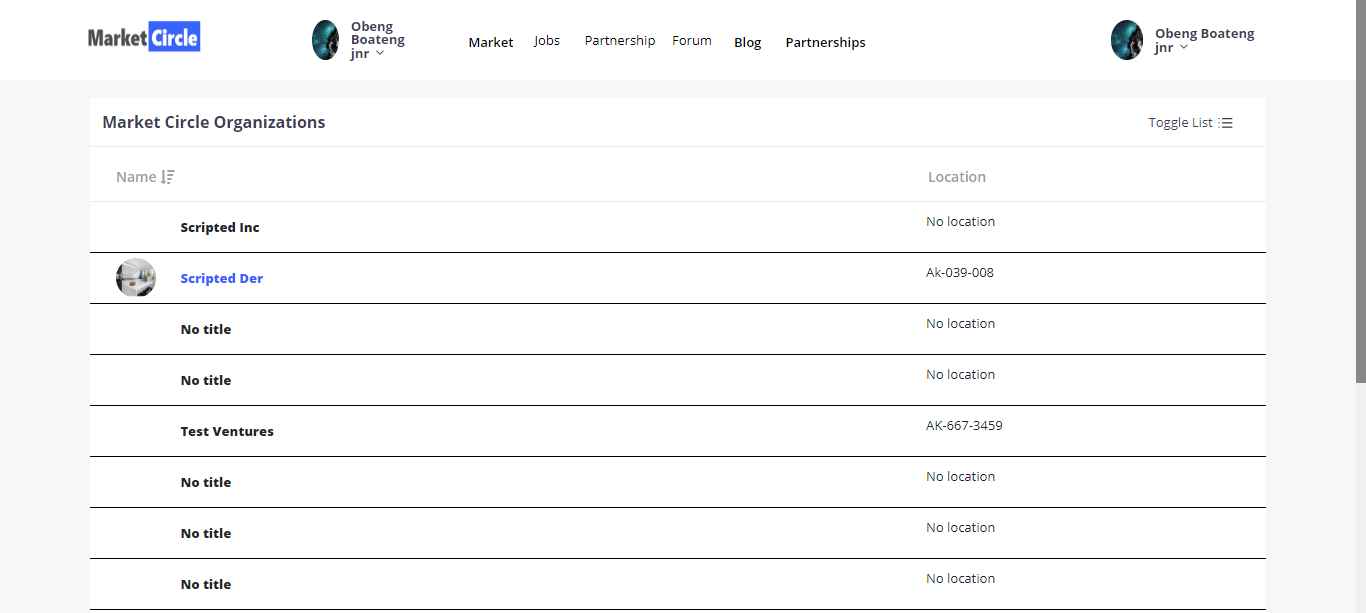 MarketCircle
Obeng
Boateng
jnr
Market
Jobs
Partnership
Forum
Blog
Partnerships
Obeng Boateng
jnr
Market Circle Organizations
Toggle List
Name
Location
Scripted Inc
No location
Scripted Der
Ak-039-008
No title
No location
No title
No location
Test Ventures
AK-667-3459
No title
No location
No title
No location
No title
No location